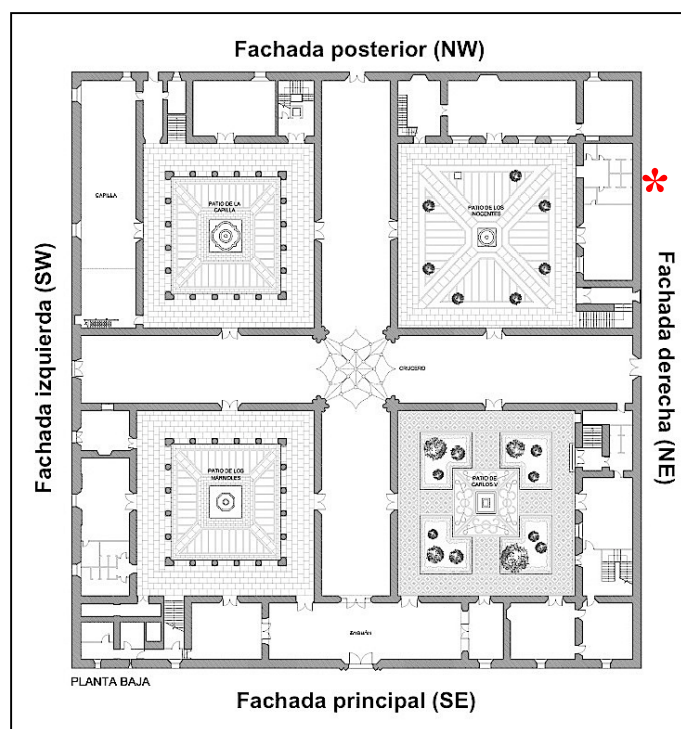 Fachada posterior (NW)
CAPILLA
PATIO DE LA
CAPILLA
PATIO DE LOS
INOCENTES
*
Fachada izquierda (SW)
Fachada derecha (NE)
CRUCERO
PATIO DE LOS
MÁRMOLES
PATIO DE
CARLOS V
ZAGUÁN
PLANTA BAJA
Fachada principal (SE)